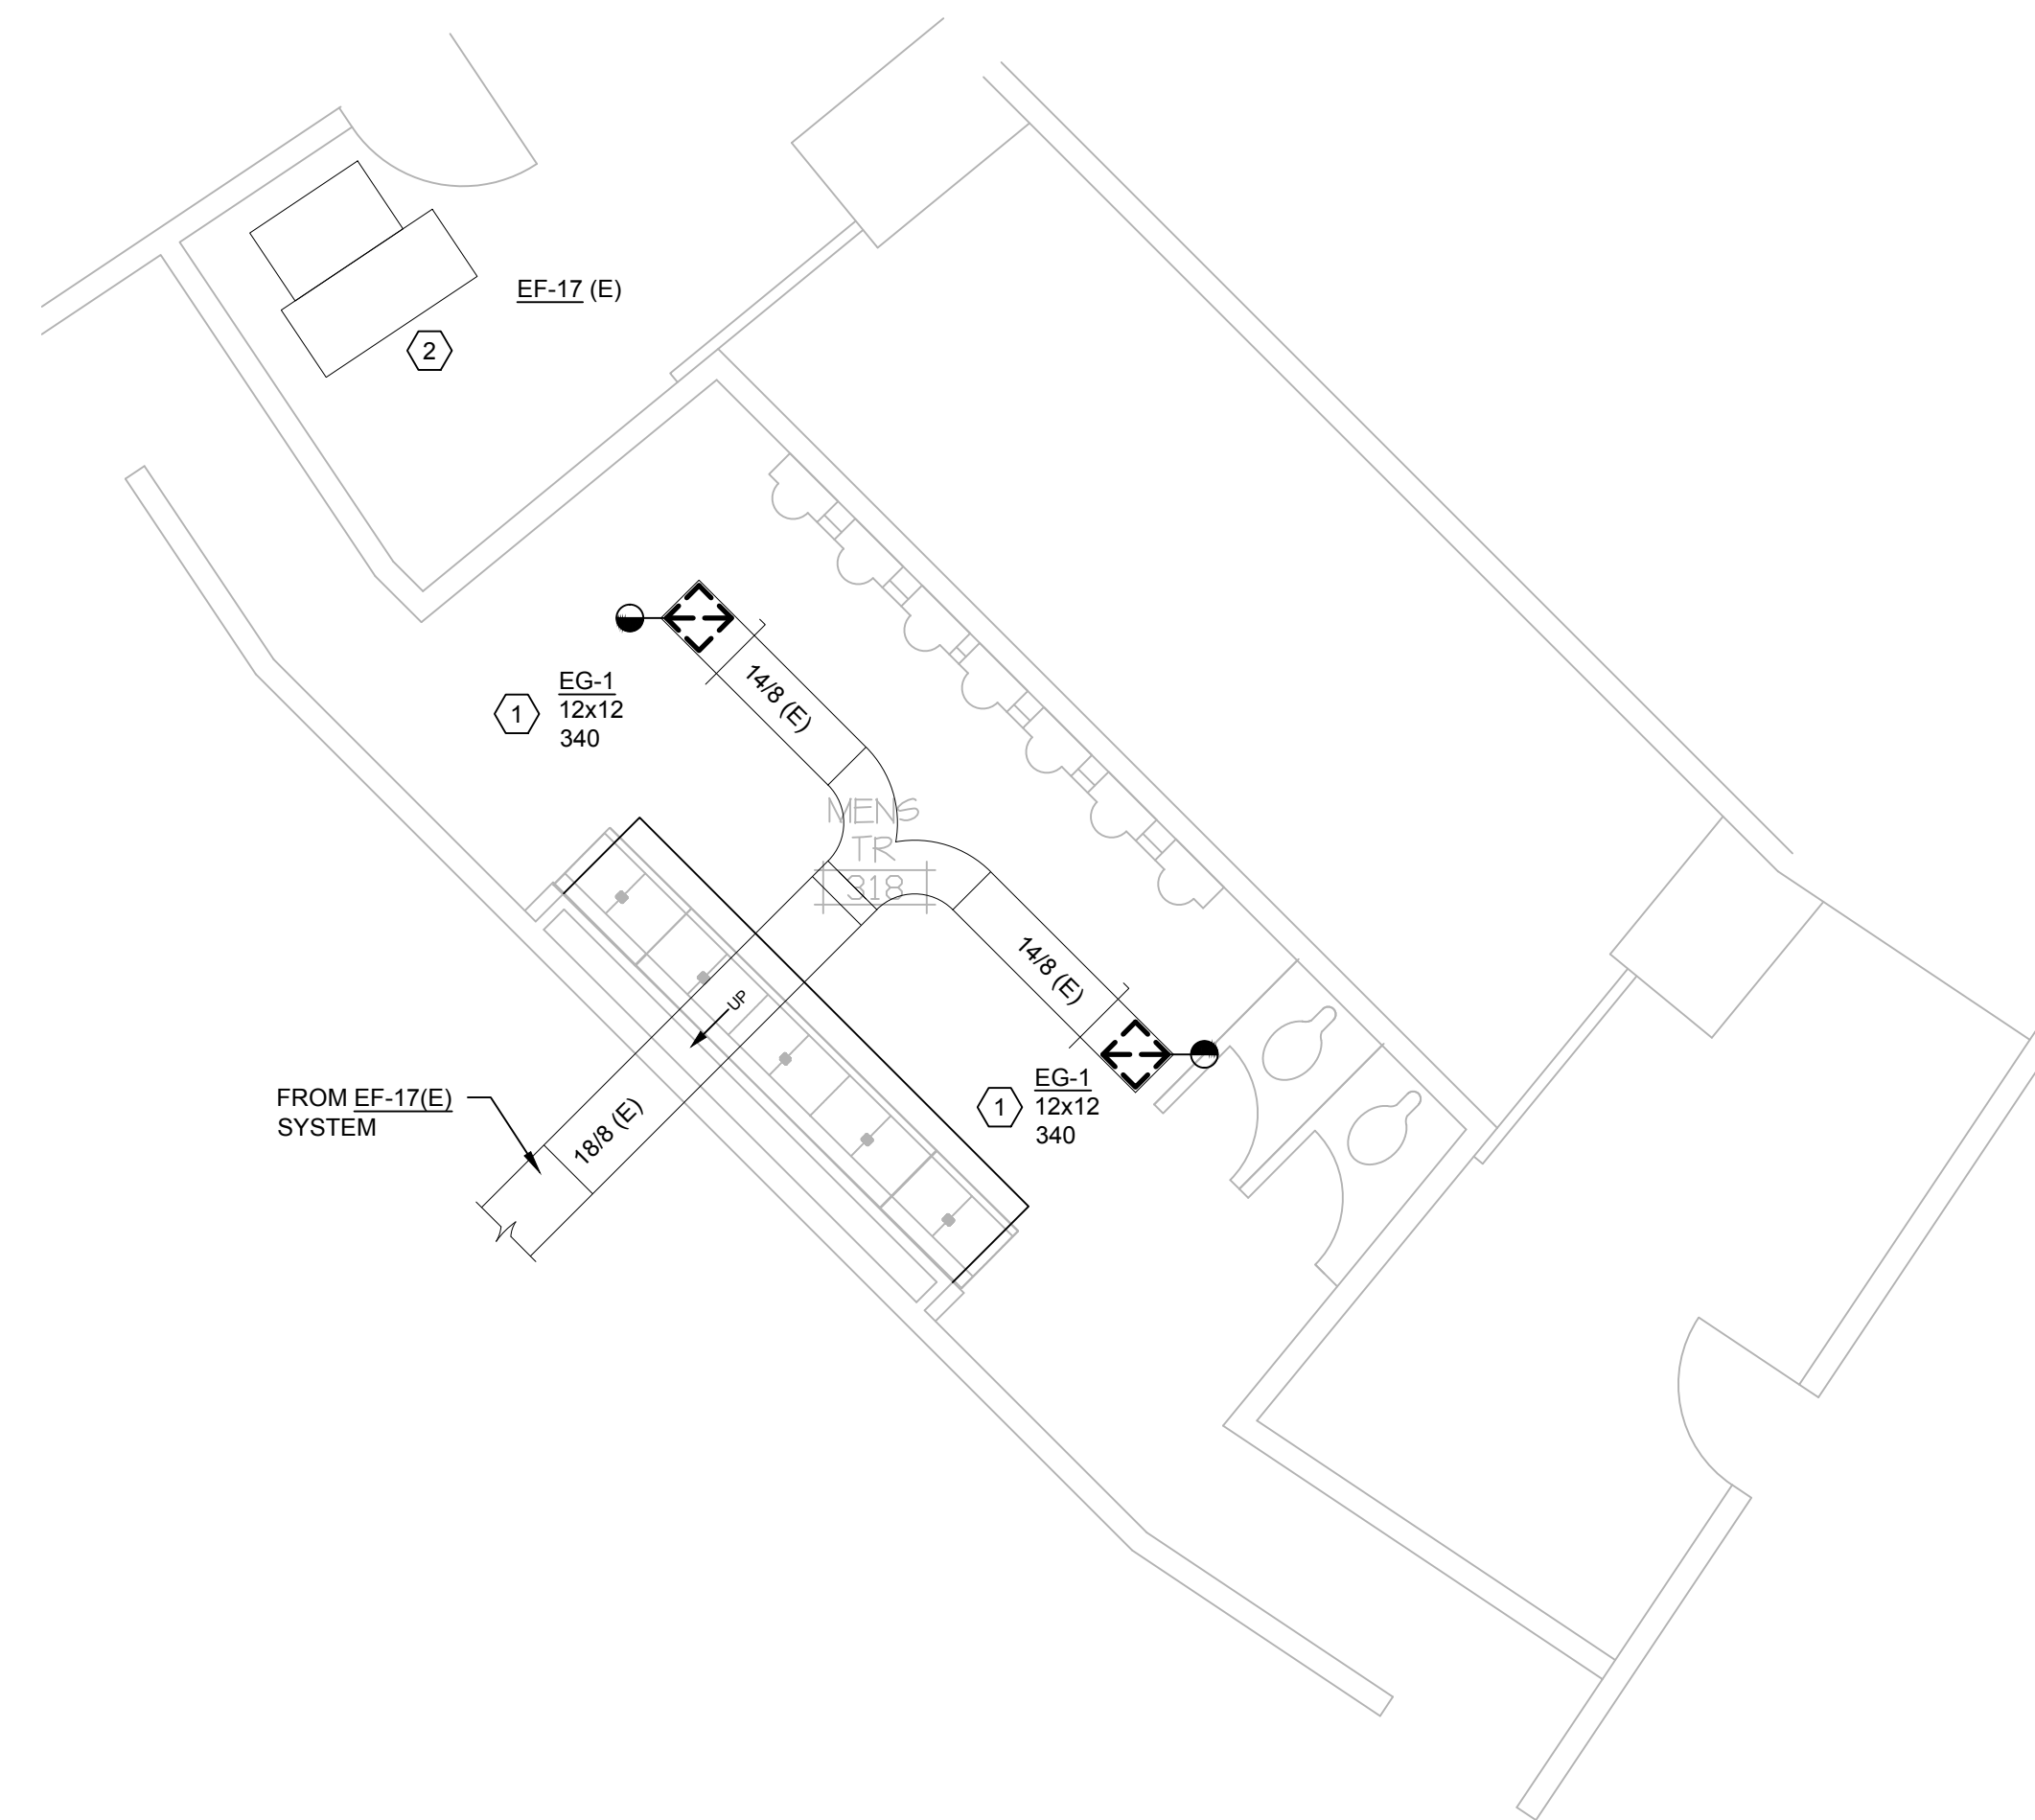 EF-17 (E)
2
EG-1
12x12
340
1
14/8 (E)
MENS
TR
318
14/8 (E)
UP
EG-1
12x12
340
1
FROM EF-17(E)
SYSTEM
18/8 (E)